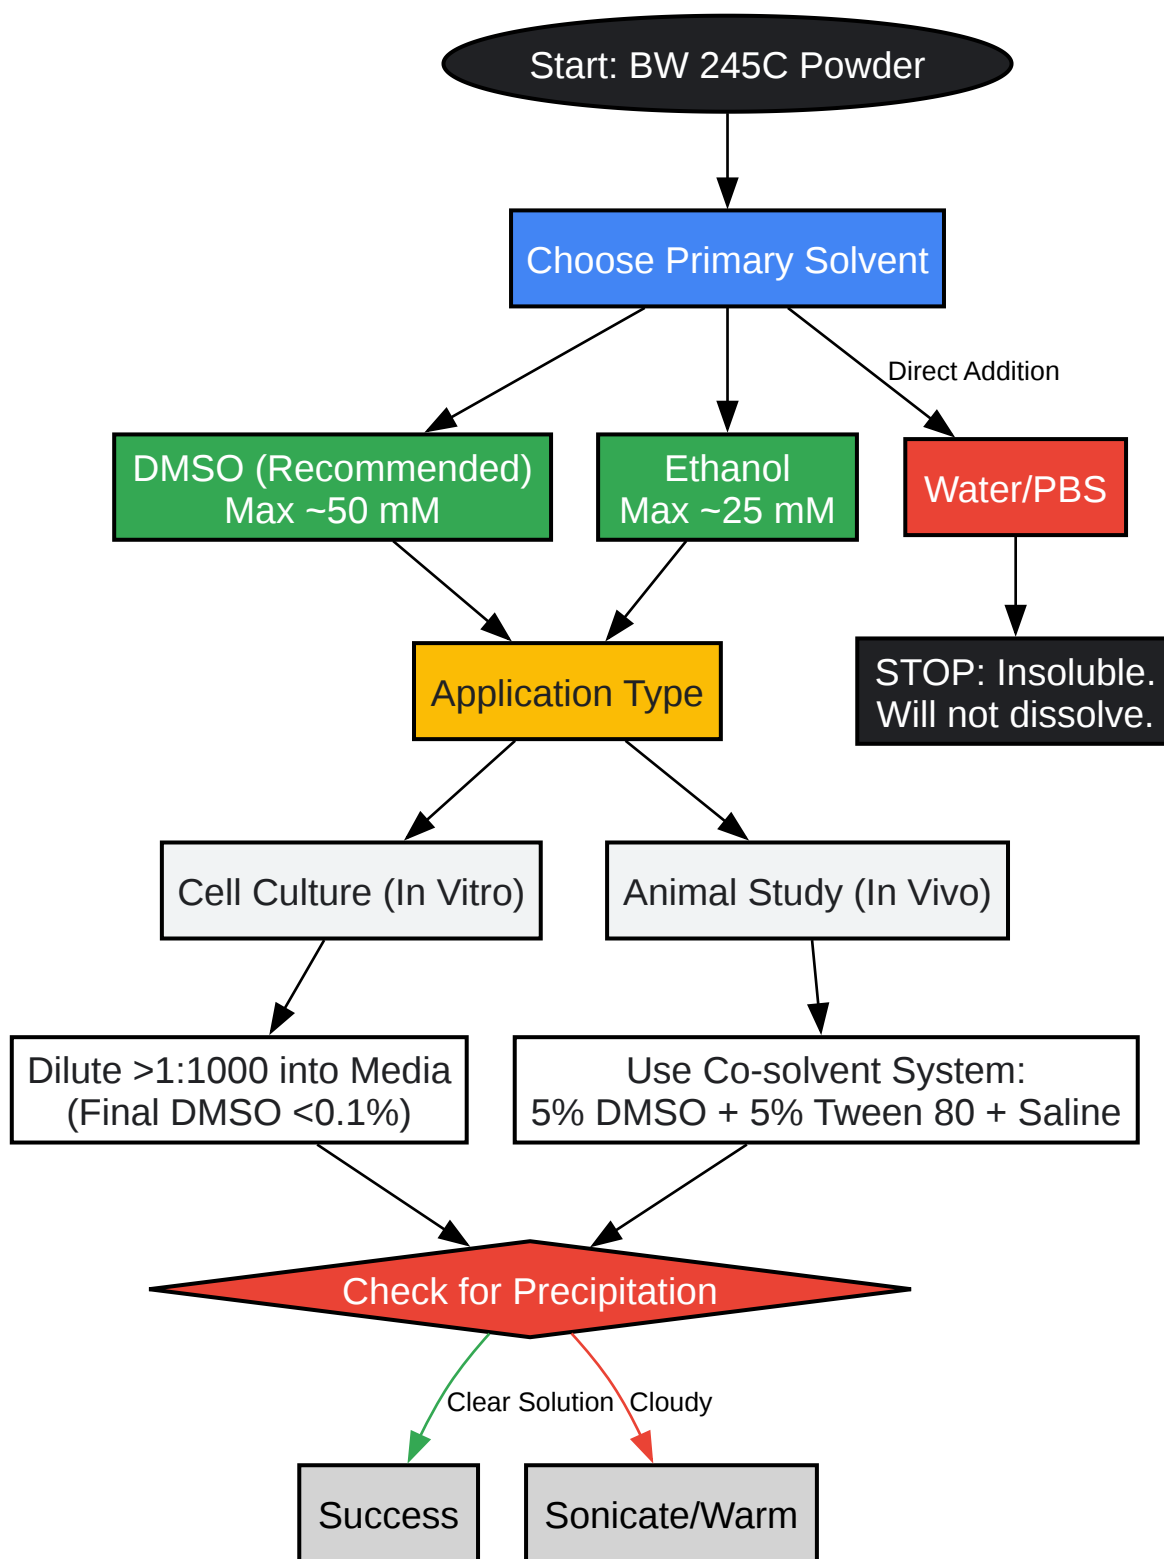 Start: BW 245C Powder
Choose Primary Solvent
Direct Addition
DMSO (Recommended)
Max ~50 mM
Ethanol
Max ~25 mM
Water/PBS
Application Type
STOP: Insoluble.
Will not dissolve.
Cell Culture (In Vitro)
Animal Study (In Vivo)
Dilute >1:1000 into Media
(Final DMSO <0.1%)
Use Co-solvent System:
5% DMSO + 5% Tween 80 + Saline
Check for Precipitation
Clear Solution
Cloudy
Success
Sonicate/Warm